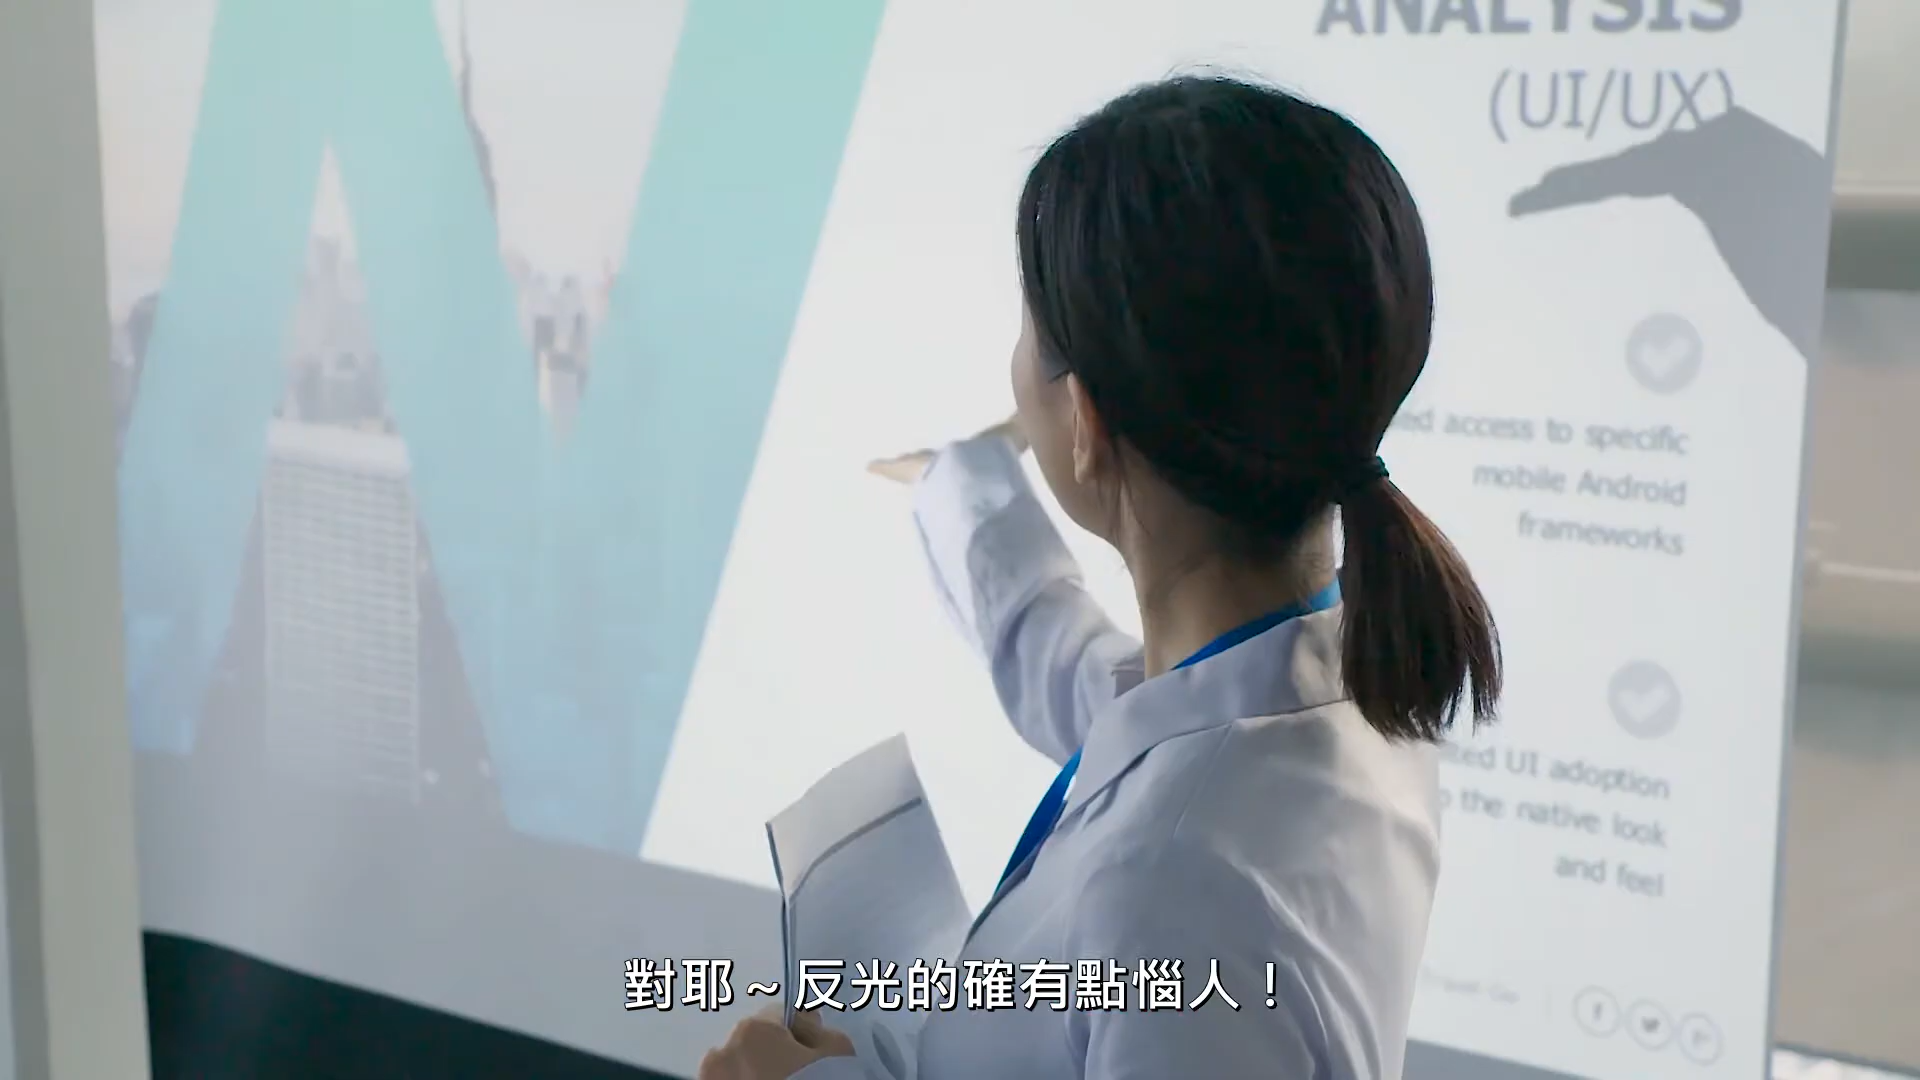 ANALYSIS
(UI/UX)
access to specific
mobile Android
frameworks
UI adoption
the native look
and feel
對耶~反光的確有點惱人！